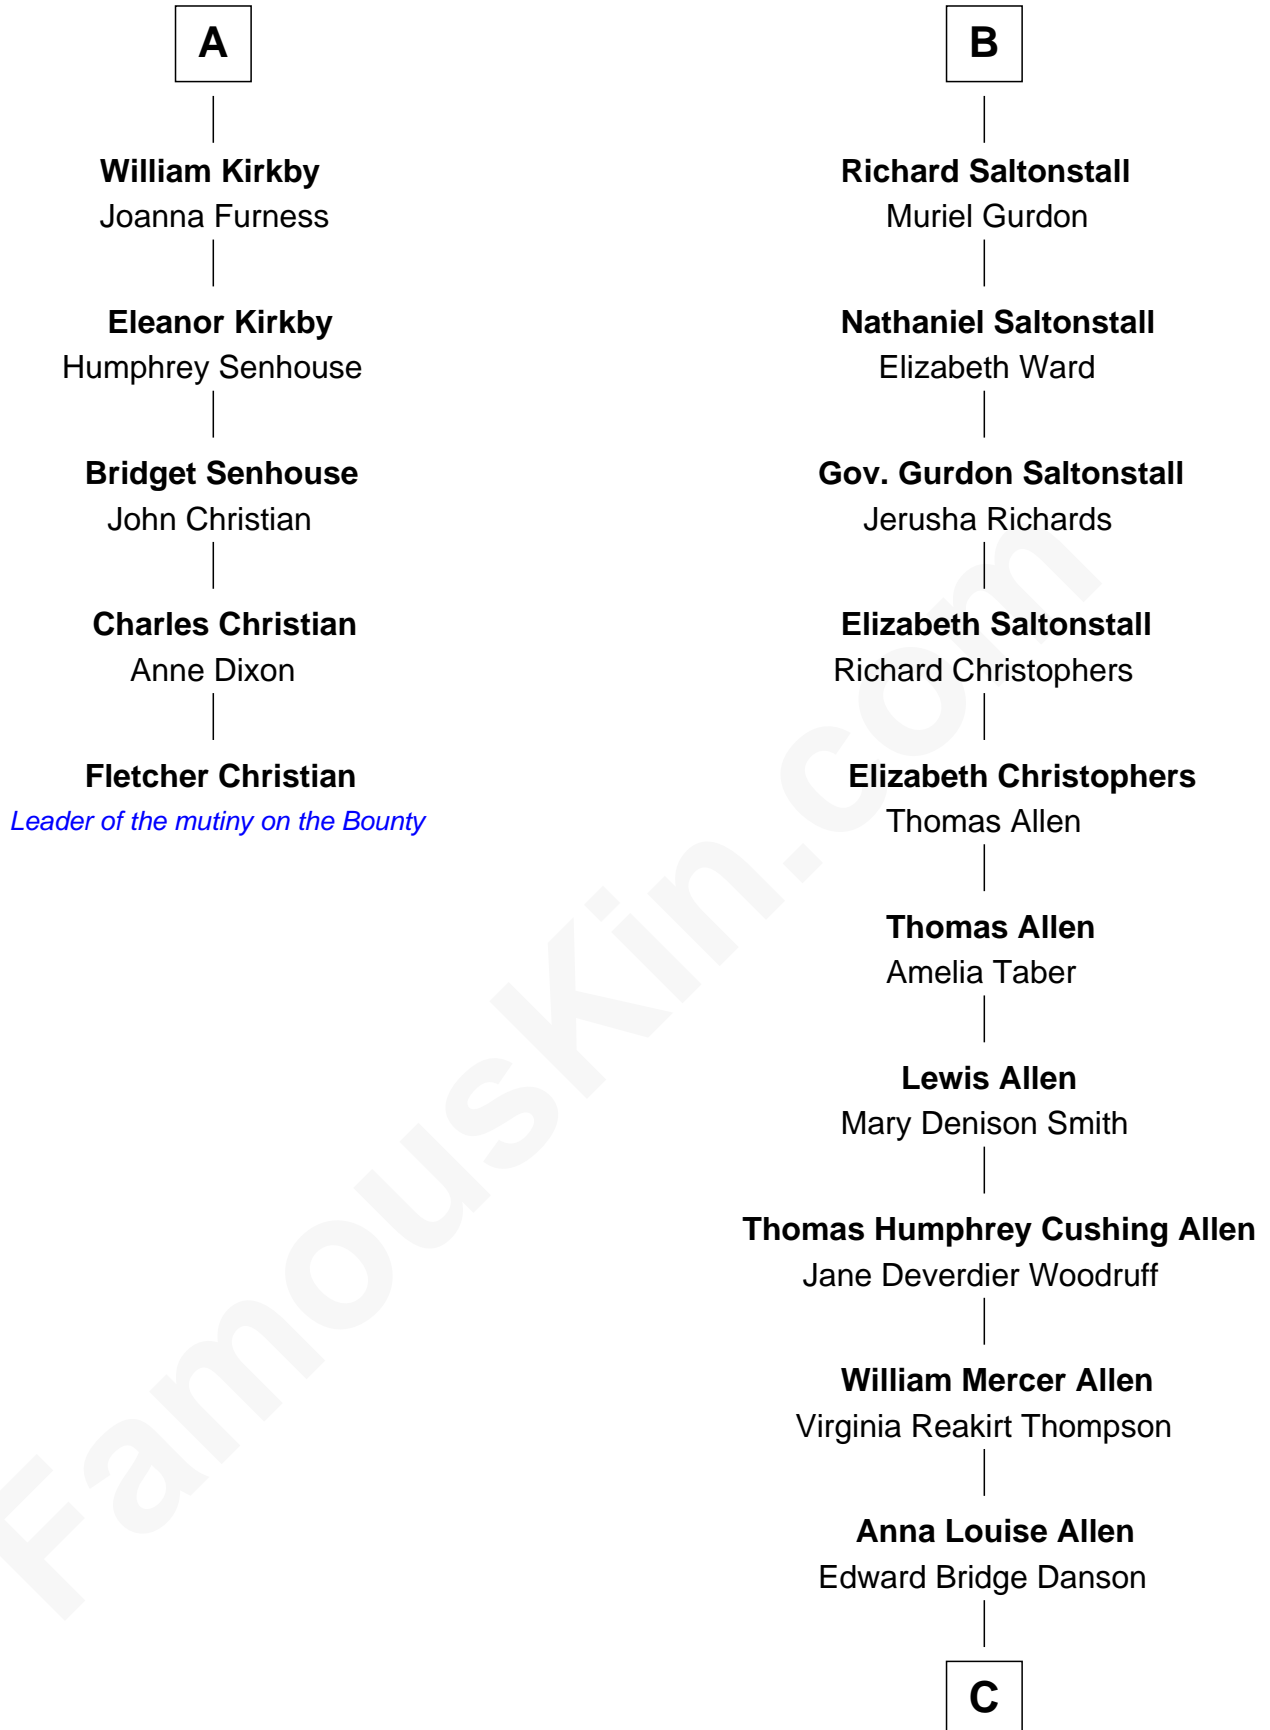 A
William Kirkby
Joanna Furness
Eleanor Kirkby
Humphrey Senhouse
Bridget Senhouse
John Christian
Charles Christian
Anne Dixon
Fletcher Christian
Leader of the mutiny on the Bounty
B
Richard Saltonstall
Muriel Gurdon
Nathaniel Saltonstall
Elizabeth Ward
Gov. Gurdon Saltonstall
Jerusha Richards
Elizabeth Saltonstall
Richard Christophers
Elizabeth Christophers
Thomas Allen
Thomas Allen
Amelia Taber
Lewis Allen
Mary Denison Smith
Thomas Humphrey Cushing Allen
Jane Deverdier Woodruff
William Mercer Allen
Virginia Reakirt Thompson
Anna Louise Allen
Edward Bridge Danson
C
FamousKin.com